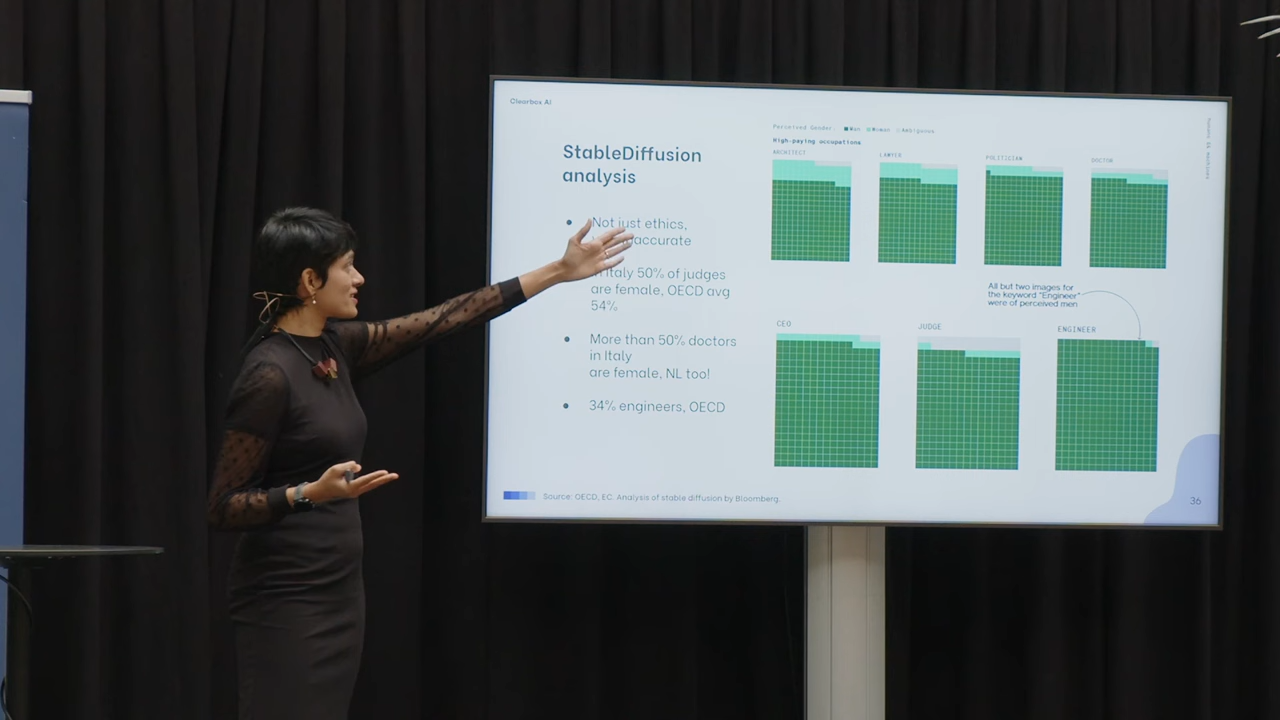 Clearbox AI
StableDiffusion
analysis
Not just ethics,
accurate
Italy 50% of judges
are female, OECD avg
54%
More than 50% doctors
in Italy
are female, NL too!
34% engineers, OECD
Source: OECD, EC. Analysis of stable diffusion by Bloomberg.
Perceived Gender: Man Woman Ambiguous
High-paying occupations
ARCHITECT
LAWYER
POLITICIAN
DOCTOR
All but two images for
the keyword "Engineer"
were of perceived men
CEO
JUDGE
ENGINEER
36